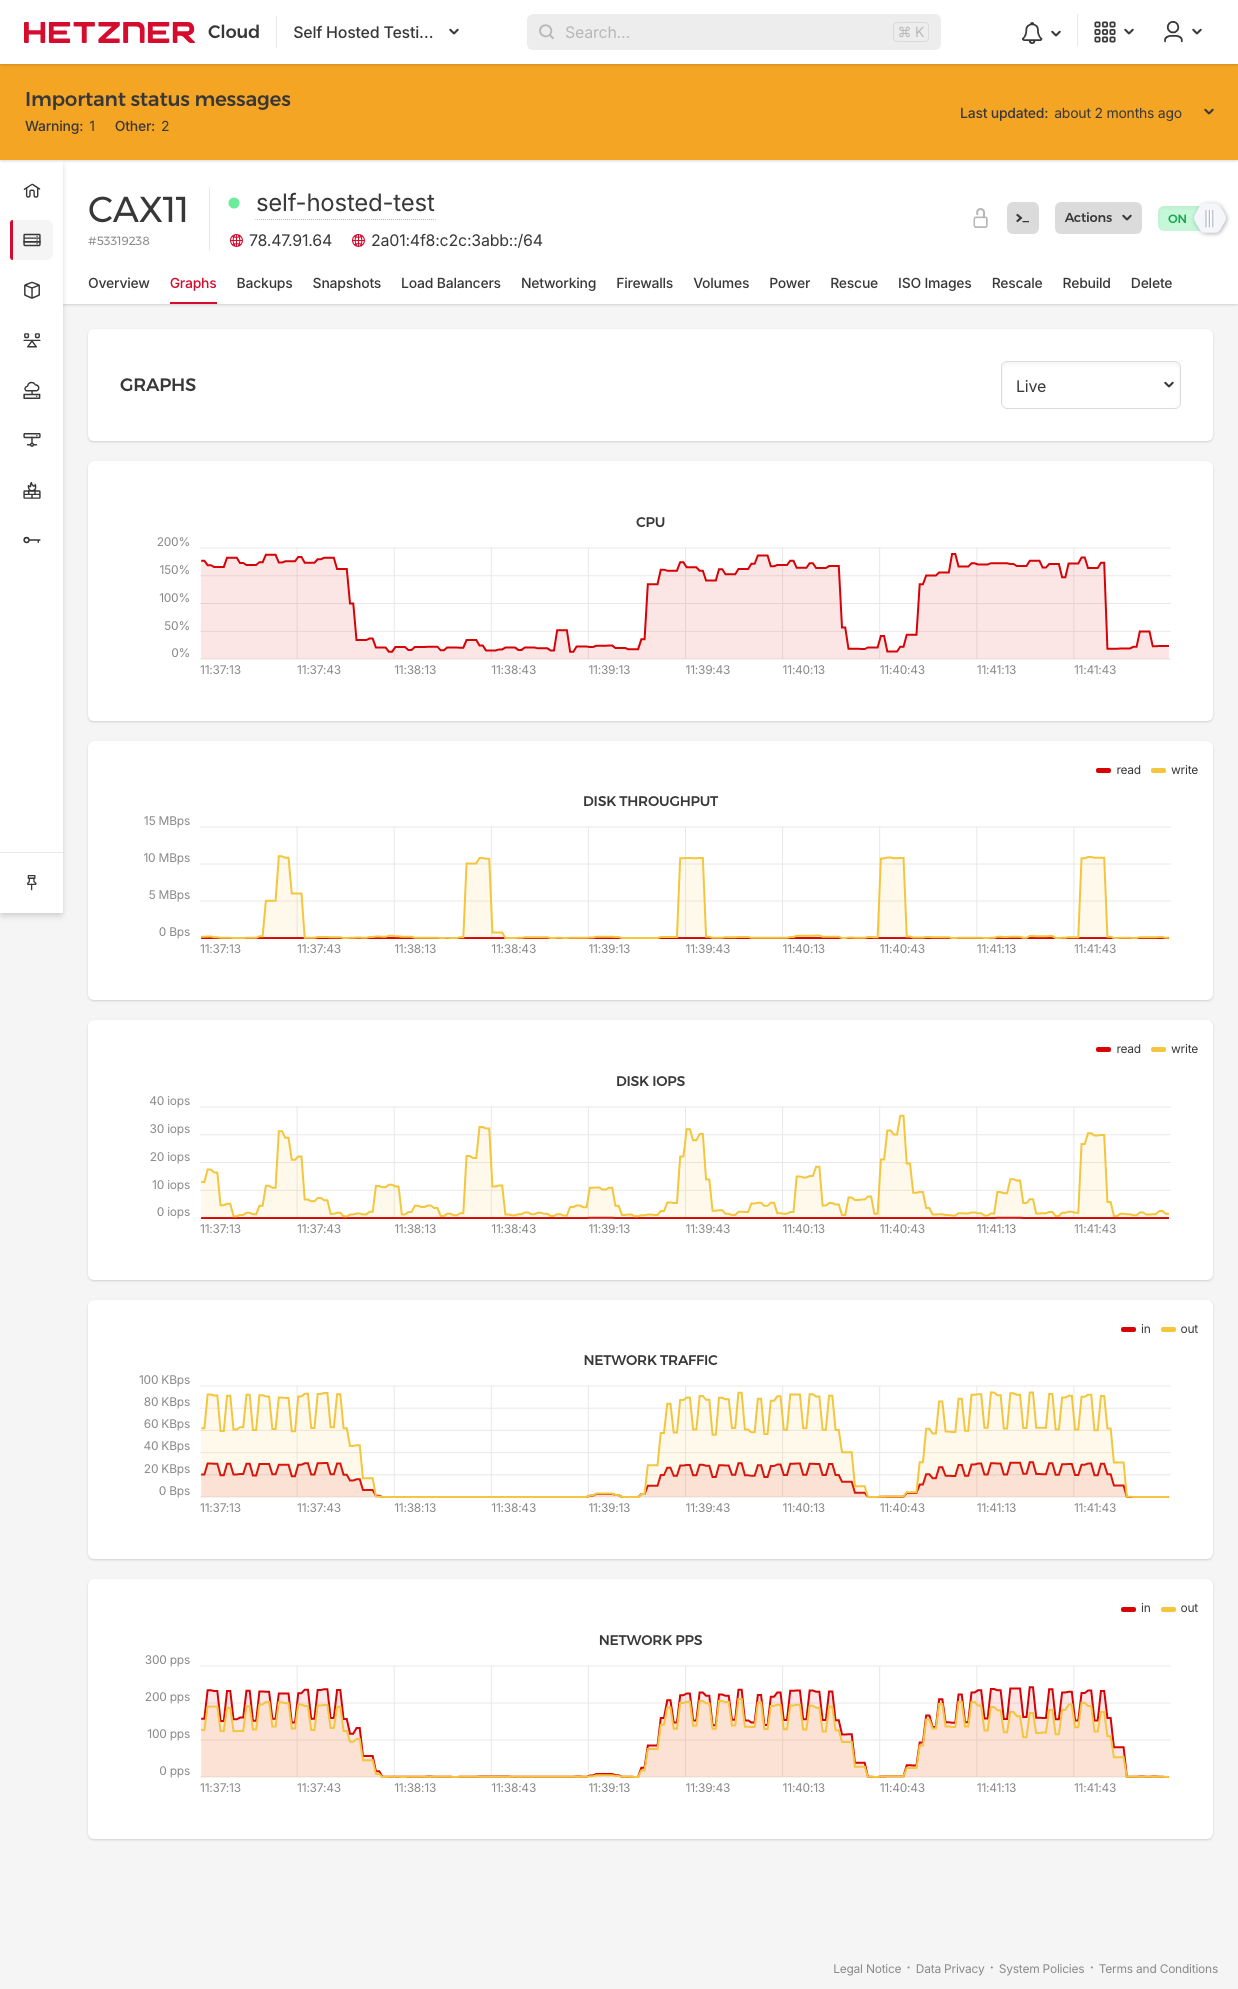 HETZNER Cloud Self Hosted Testi... Search... ⌘ K
Important status messages
Warning: 1 Other: 2
Last updated: about 2 months ago
CAX11
#53319238
self-hosted-test
78.47.91.64 2a01:4f8:c2c:3abb::/64
>_ Actions ON
Overview Graphs Backups Snapshots Load Balancers Networking Firewalls Volumes Power Rescue ISO Images Rescale Rebuild Delete
GRAPHS
Live
CPU
200%
150%
100%
50%
0%
11:37:13 11:37:43 11:38:13 11:38:43 11:39:13 11:39:43 11:40:13 11:40:43 11:41:13 11:41:43
read write
DISK THROUGHPUT
15 MBps
10 MBps
5 MBps
0 Bps
11:37:13 11:37:43 11:38:13 11:38:43 11:39:13 11:39:43 11:40:13 11:40:43 11:41:13 11:41:43
read write
DISK IOPS
40 iops
30 iops
20 iops
10 iops
0 iops
11:37:13 11:37:43 11:38:13 11:38:43 11:39:13 11:39:43 11:40:13 11:40:43 11:41:13 11:41:43
in out
NETWORK TRAFFIC
100 KBps
80 KBps
60 KBps
40 KBps
20 KBps
0 Bps
11:37:13 11:37:43 11:38:13 11:38:43 11:39:13 11:39:43 11:40:13 11:40:43 11:41:13 11:41:43
in out
NETWORK PPS
300 pps
200 pps
100 pps
0 pps
11:37:13 11:37:43 11:38:13 11:38:43 11:39:13 11:39:43 11:40:13 11:40:43 11:41:13 11:41:43
Legal Notice · Data Privacy · System Policies · Terms and Conditions